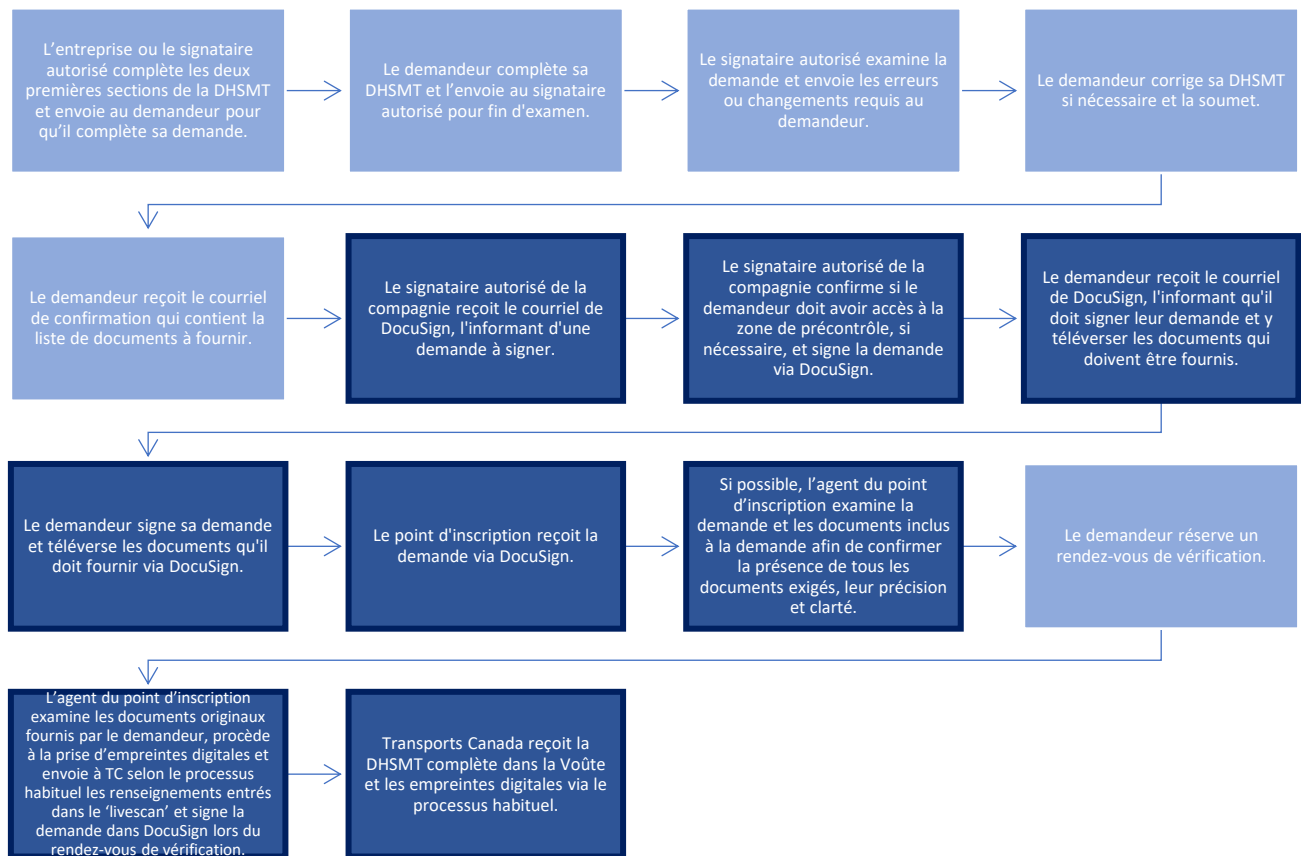 L'entreprise ou le signataire
autorisé complète les deux
premières sections de la DHSMT
et envoie au demandeur pour
qu'il complète sa demande.
Le demandeur complète sa
DHSMT et l'envoie au signataire
autorisé pour fin d'examen.
Le signataire autorisé examine la
demande et envoie les erreurs
ou changements requis au
demandeur.
Le demandeur corrige sa DHSMT
si nécessaire et la soumet.
Le demandeur reçoit le courriel
de confirmation qui contient la
liste de documents à fournir.
Le signataire autorisé de la
compagnie reçoit le courriel de
DocuSign, l'informant d'une
demande à signer.
Le signataire autorisé de la
compagnie confirme si le
demandeur doit avoir accès à la
zone de précontrôle, si
nécessaire, et signe la demande
via DocuSign.
Le demandeur reçoit le courriel
de DocuSign, l'informant qu'il
doit signer leur demande et y
téléverser les documents qui
doivent être fournis.
Le demandeur signe sa demande
et téléverse les documents qu'il
doit fournir via DocuSign.
Le point d'inscription reçoit la
demande via DocuSign.
Si possible, l'agent du point
d'inscription examine la
demande et les documents inclus
à la demande afin de confirmer
la présence de tous les
documents exigés, leur précision
et clarté.
Le demandeur réserve un
rendez-vous de vérification.
L'agent du point d'inscription
examine les documents originaux
fournis par le demandeur, procède
à la prise d'empreintes digitales et
envoie à TC selon le processus
habituel les renseignements entrés
dans le 'livescan' et signe la
demande dans DocuSign lors du
rendez-vous de vérification.
Transports Canada reçoit la
DHSMT complète dans la Voûte
et les empreintes digitales via le
processus habituel.